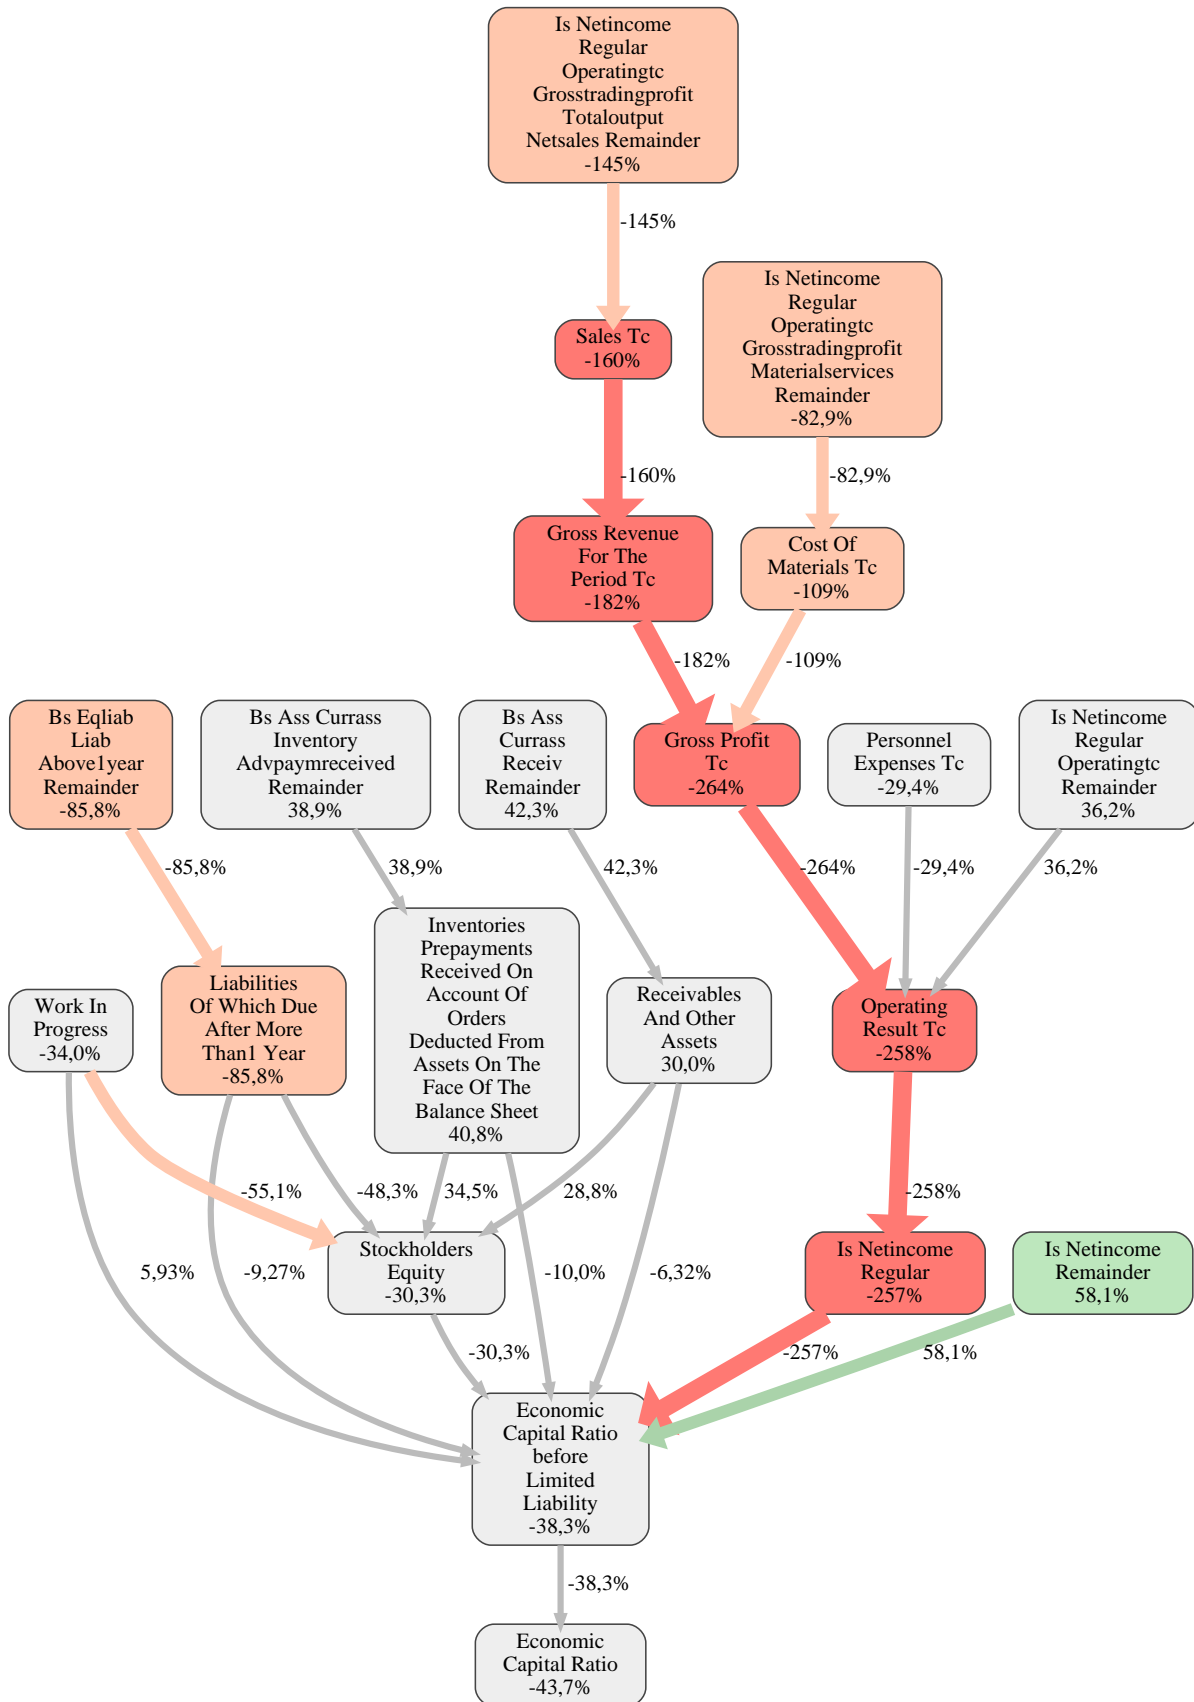 Is Netincome
Regular
Operatingtc
Grosstradingprofit
Totaloutput
Netsales Remainder
-145%
-145%
Is Netincome
Regular
Operatingtc
Grosstradingprofit
Materialservices
Remainder
-82,9%
Sales Tc
-160%
-160%
-82,9%
Gross Revenue
For The
Period Tc
-182%
Cost Of
Materials Tc
-109%
-182%
-109%
Bs Eqliab
Liab
Above1year
Remainder
-85,8%
Bs Ass Currass
Inventory
Advpaymreceived
Remainder
38,9%
Bs Ass
Currass
Receiv
Remainder
42,3%
Gross Profit
Tc
-264%
Personnel
Expenses Tc
-29,4%
Is Netincome
Regular
Operatingtc
Remainder
36,2%
-85,8%
38,9%
42,3%
-264%
-29,4%
36,2%
Work In
Progress
-34,0%
Liabilities
Of Which Due
After More
Than1 Year
-85,8%
Inventories
Prepayments
Received On
Account Of
Orders
Deducted From
Assets On The
Face Of The
Balance Sheet
40,8%
Receivables
And Other
Assets
30,0%
Operating
Result Tc
-258%
-55,1%
-48,3%
34,5%
28,8%
-258%
Stockholders
Equity
-30,3%
Is Netincome
Regular
-257%
Is Netincome
Remainder
58,1%
5,93%
-9,27%
-10,0%
-6,32%
-30,3%
-257%
58,1%
Economic
Capital Ratio
before
Limited
Liability
-38,3%
-38,3%
Economic
Capital Ratio
-43,7%